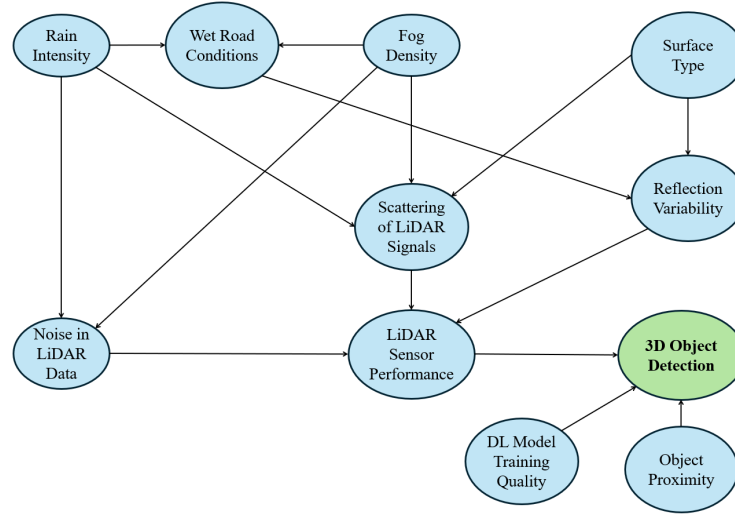 Rain
Intensity
Wet Road
Conditions
Fog
Density
Surface
Type
Scattering
of LiDAR
Signals
Reflection
Variability
Noise in
LiDAR
Data
LiDAR
Sensor
Performance
3D Object
Detection
DL Model
Training
Quality
Object
Proximity